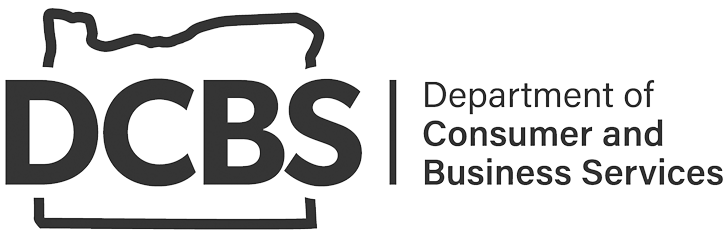 DCBS
Department of
Consumer and
Business Services